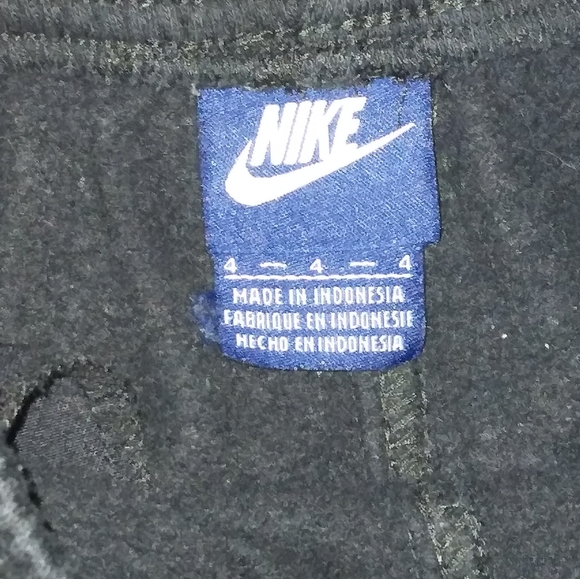 NIKE
4 — 4 — 4
MADE IN INDONESIA
FABRIQUE EN INDONESIE
HECHO EN INDONESIA